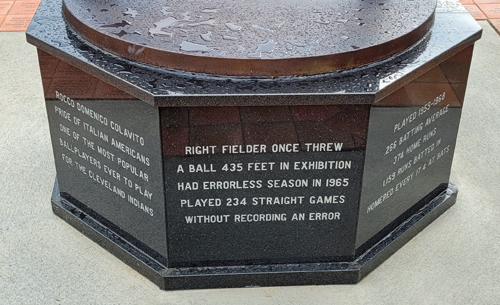 ROCCO DOMENICO COLAVITO
PRIDE OF ITALIAN AMERICANS
ONE OF THE MOST POPULAR
BALLPLAYERS EVER TO PLAY
FOR THE CLEVELAND INDIANS
RIGHT FIELDER ONCE THREW
A BALL 435 FEET IN EXHIBITION
HAD ERRORLESS SEASON IN 1965
PLAYED 234 STRAIGHT GAMES
WITHOUT RECORDING AN ERROR
PLAYED 1955-1968
266 BATTING AVERAGE
374 HOME RUNS
1,159 RUNS BATTED IN
HOMERED EVERY 17.4 AT BATS